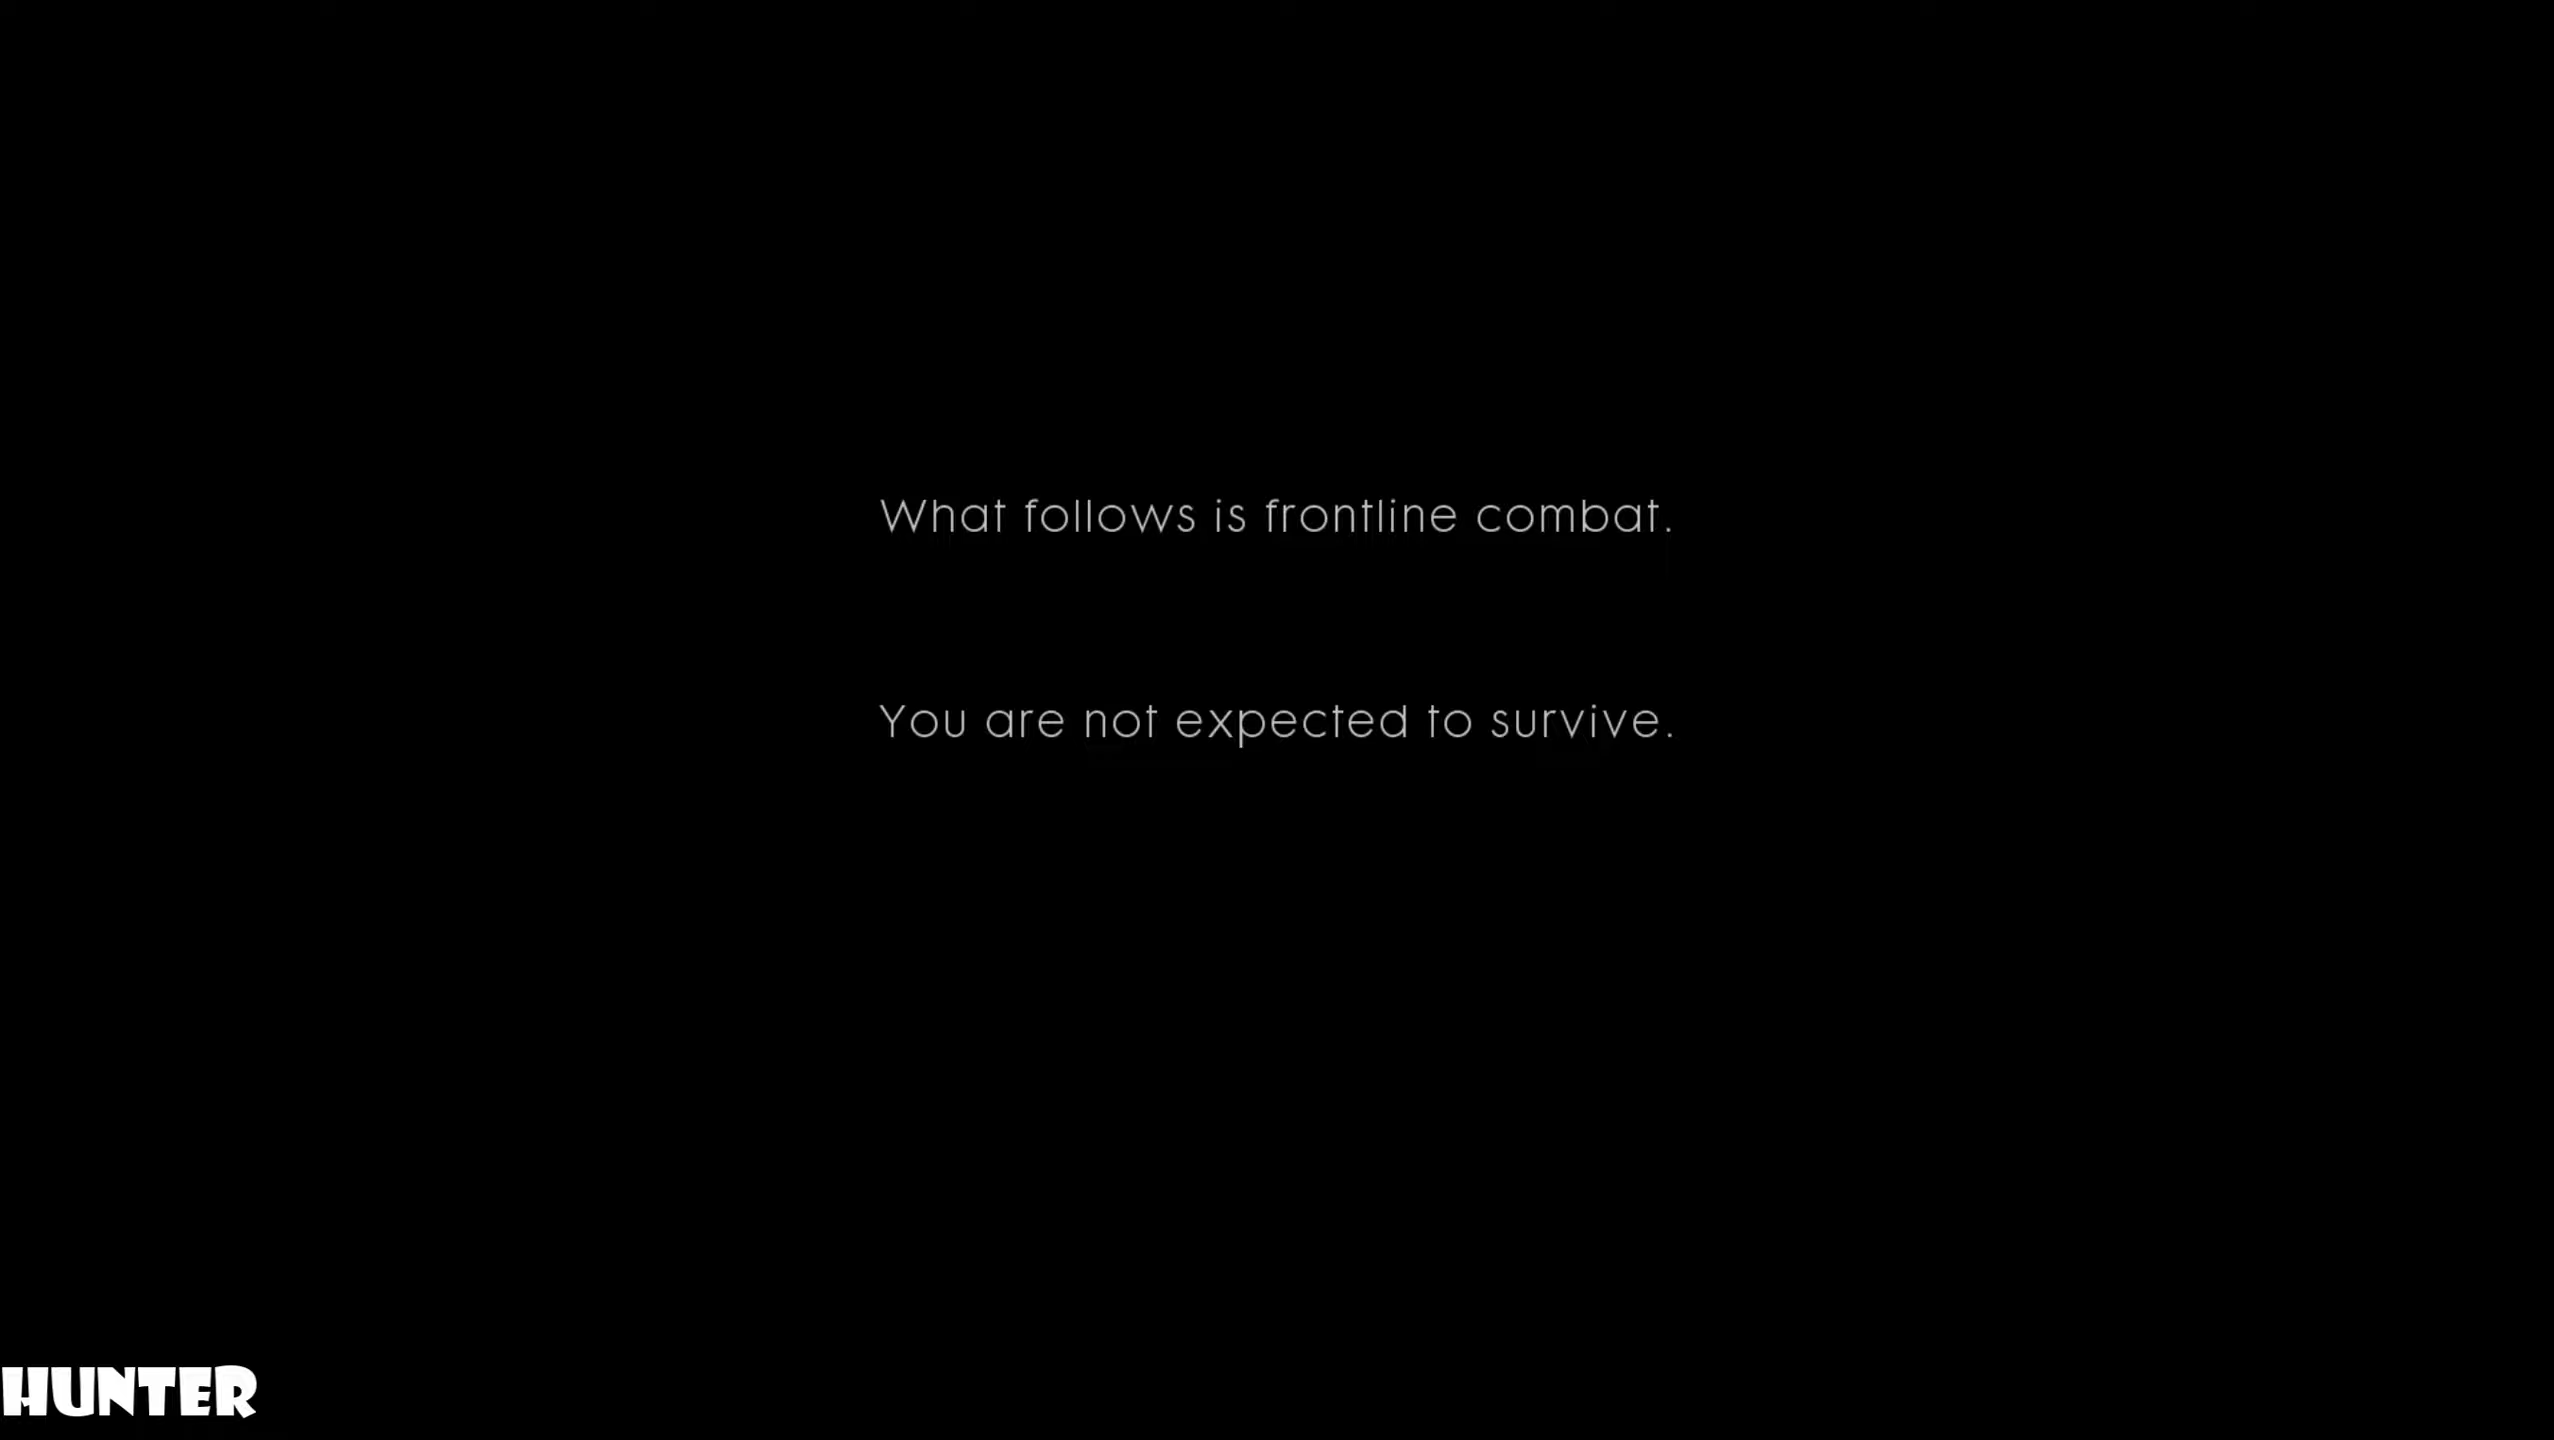 What follows is frontline combat.
You are not expected to survive.
HUNTER